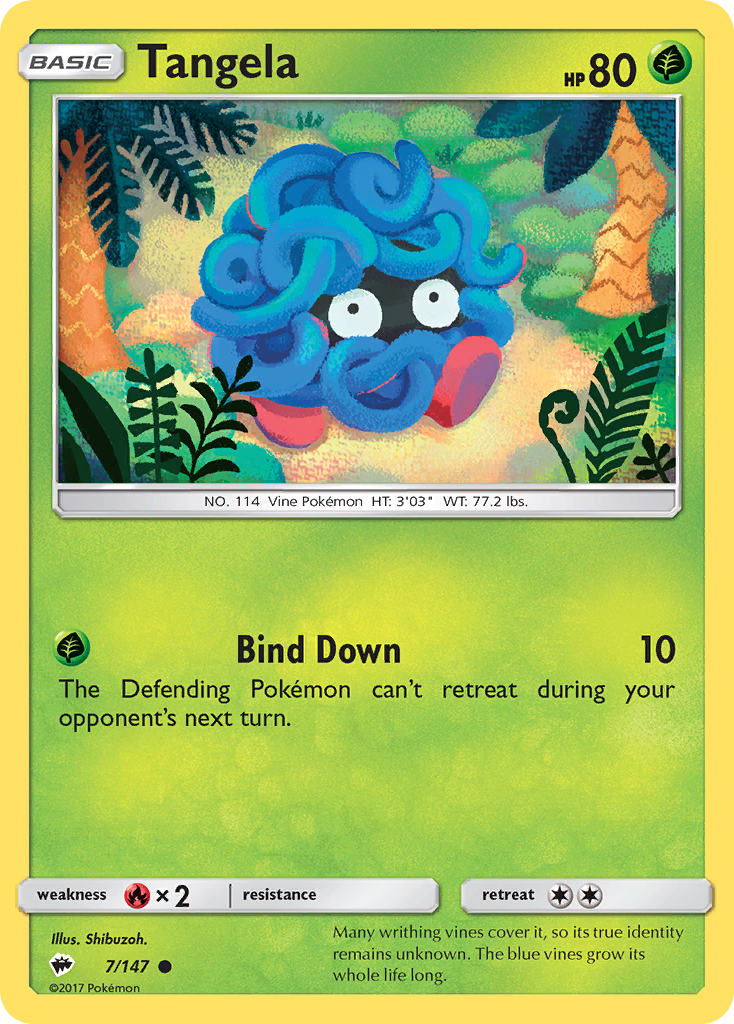 BASIC Tangela HP 80
NO. 114 Vine Pokémon HT: 3'03" WT: 77.2 lbs.
Bind Down 10
The Defending Pokémon can't retreat during your
opponent's next turn.
weakness × 2 resistance retreat
Illus. Shibuzoh.
7/147
©2017 Pokémon
Many writhing vines cover it, so its true identity
remains unknown. The blue vines grow its
whole life long.